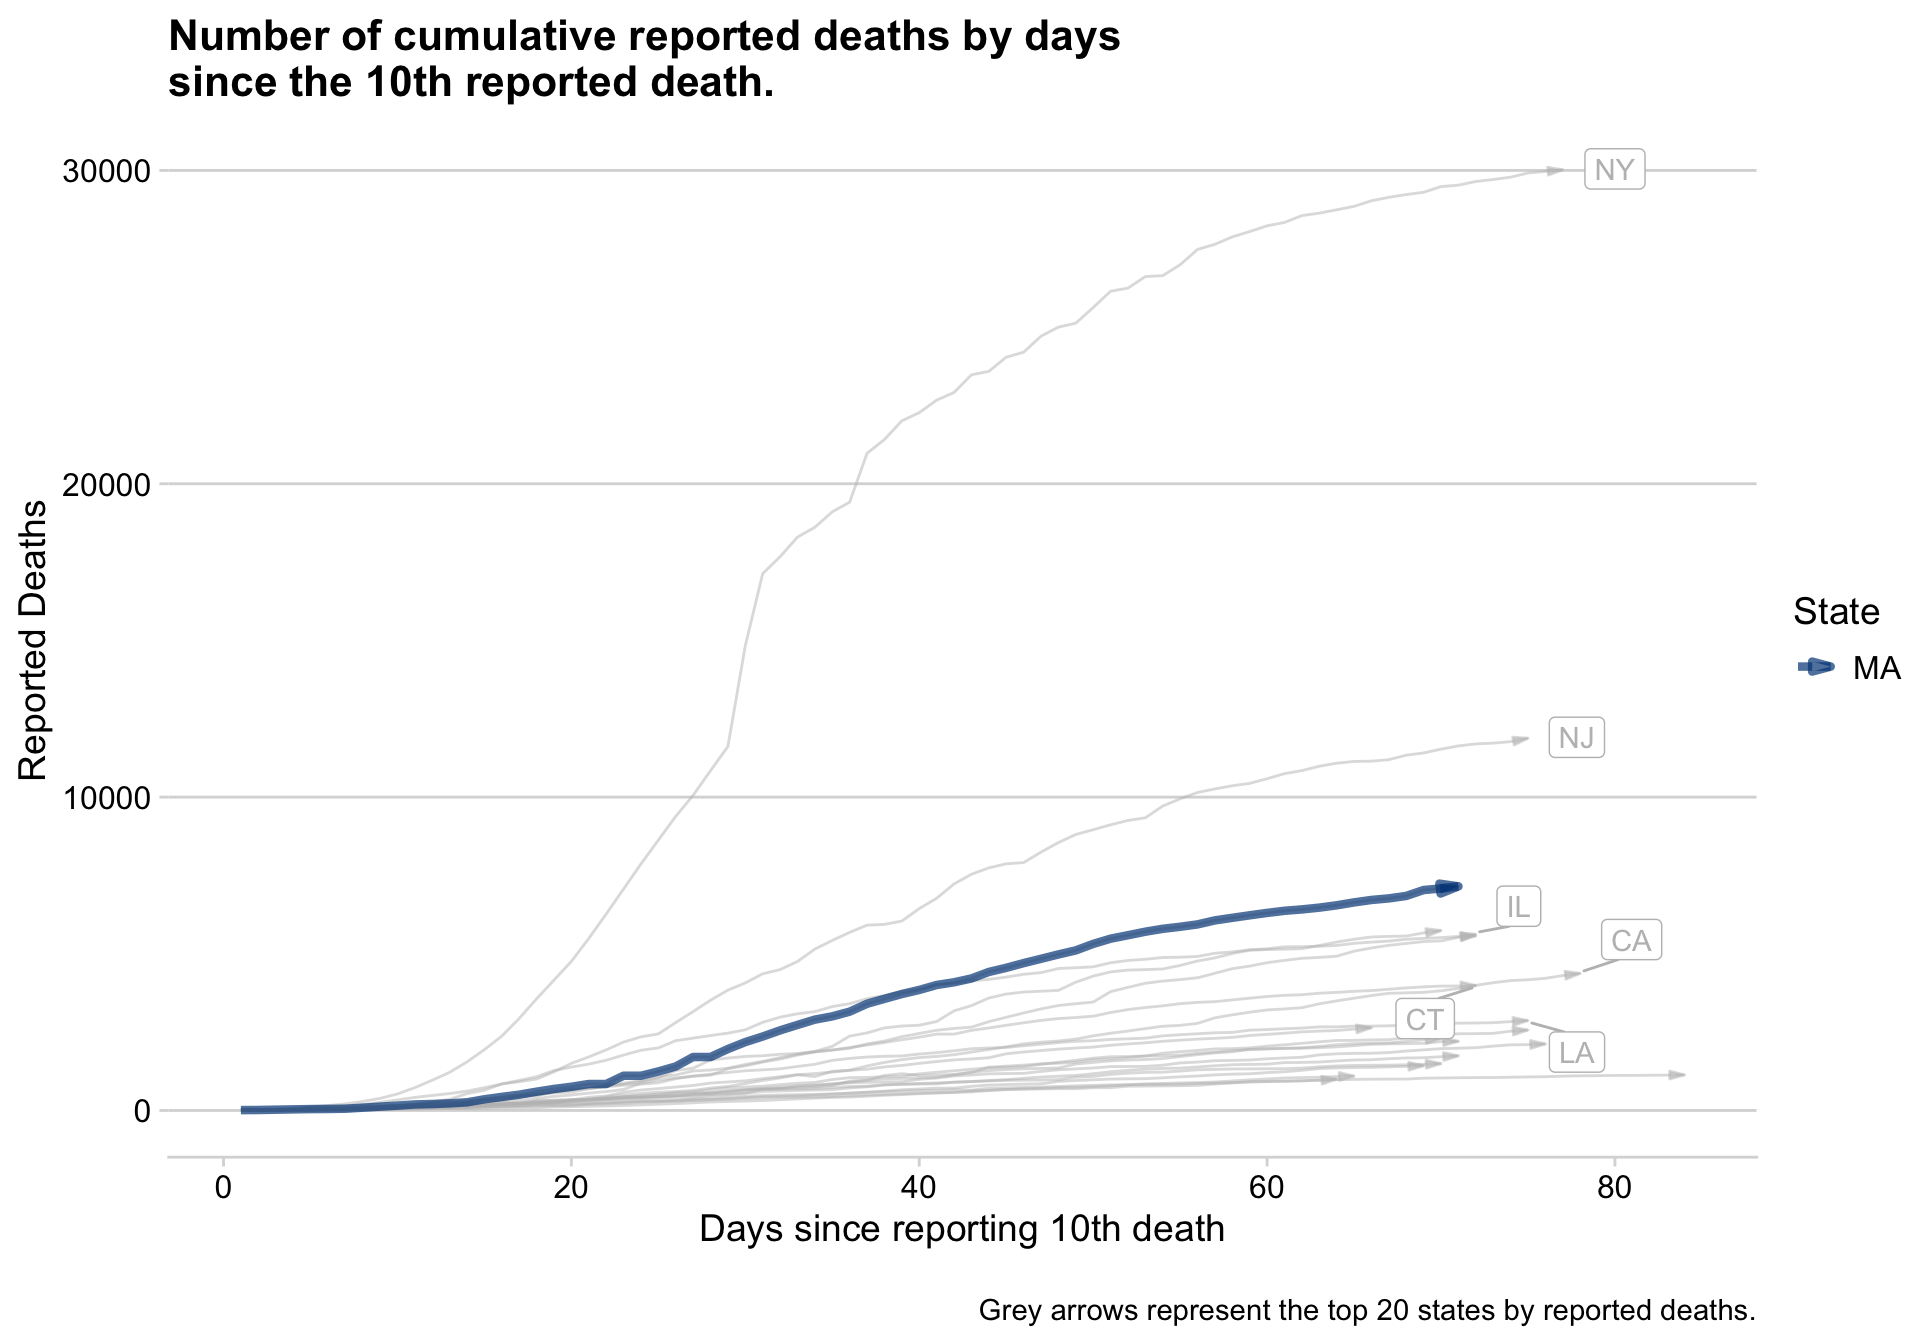 Number of cumulative reported deaths by days
since the 10th reported death.
30000
NY
20000
Reported Deaths
State
MA
NJ
10000
IL
CA
CT
LA
0
0 20 40 60 80
Days since reporting 10th death
Grey arrows represent the top 20 states by reported deaths.